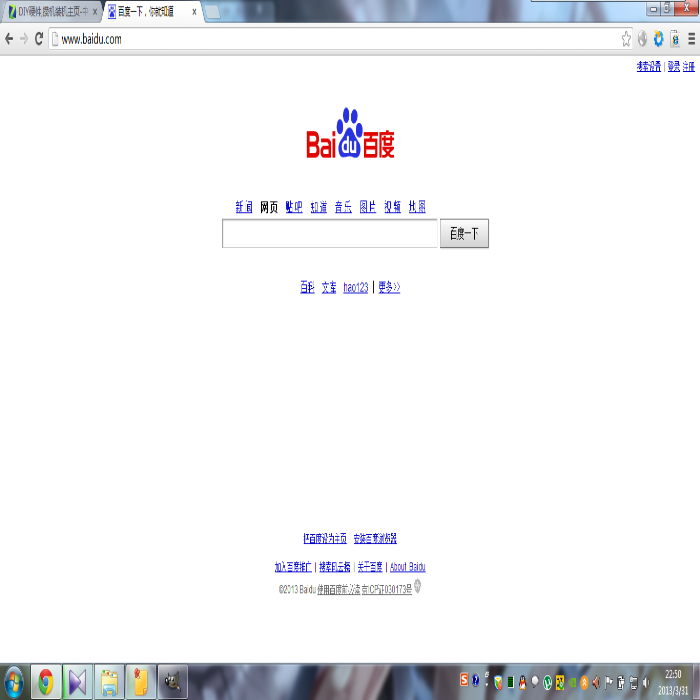 DIY硬件,攒机装机主页-中
百度一下，你就知道
www.baidu.com
搜索设置 | 登录 注册
Bai du 百度
新闻 网页 贴吧 知道 音乐 图片 视频 地图
百度一下
百科 文库 hao123 | 更多>>
把百度设为主页 安装百度浏览器
加入百度推广 | 搜索风云榜 | 关于百度 | About Baidu
©2013 Baidu 使用百度前必读 京ICP证030173号
22:50
2013/3/31